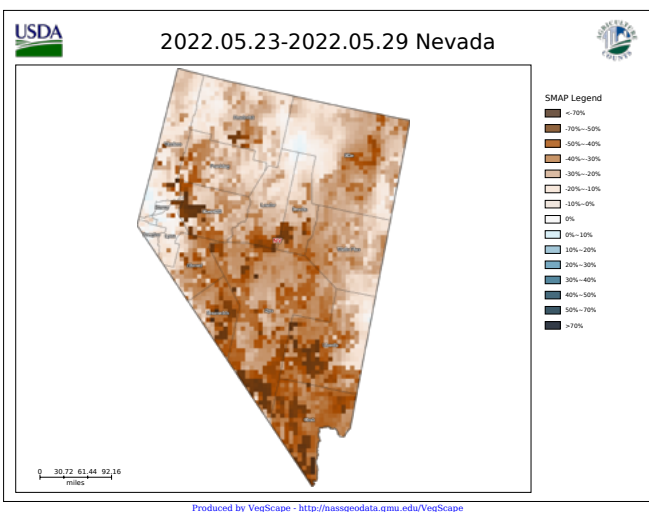 USDA
2022.05.23-2022.05.29 Nevada
AGRICULTURE
COUNTS
SMAP Legend
<-70%
-70%~-50%
-50%~-40%
-40%~-30%
-30%~-20%
-20%~-10%
-10%~0%
0%
0%~10%
10%~20%
20%~30%
30%~40%
40%~50%
50%~70%
>70%
0 30.72 61.44 92.16
miles
Produced by VegScape - http://nassgeodata.gmu.edu/VegScape